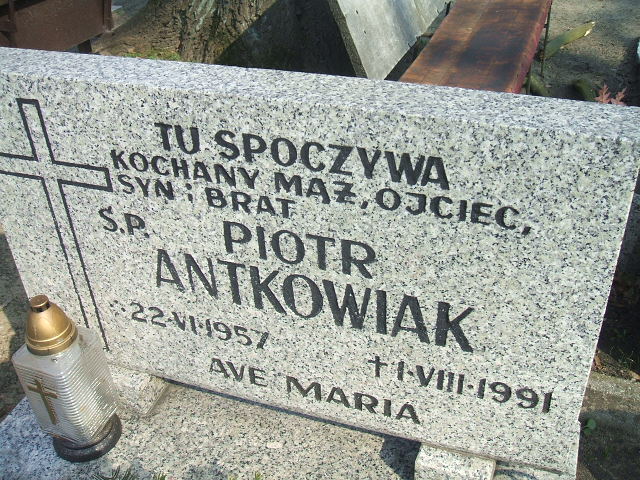 TU SPOCZYWA
KOCHANY MĄŻ, OJCIEC,
SYN i BRAT
Ś.P. PIOTR
ANTKOWIAK
22·VI·1957
† 1·VIII·1991
AVE MARIA